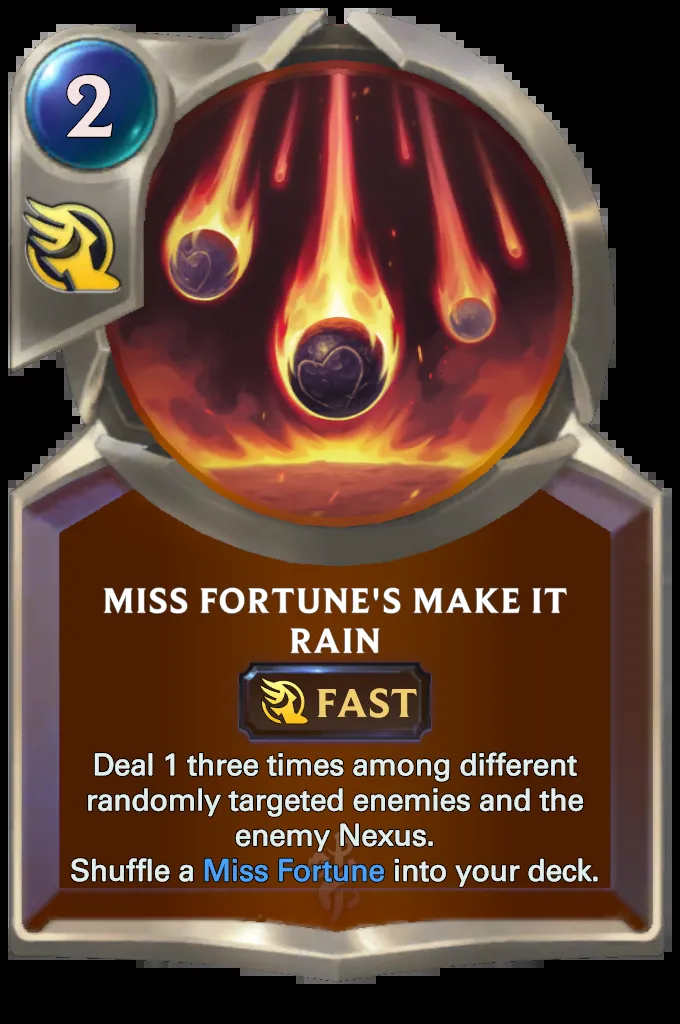 2
MISS FORTUNE'S MAKE IT
RAIN
FAST
Deal 1 three times among different
randomly targeted enemies and the
enemy Nexus.
Shuffle a Miss Fortune into your deck.